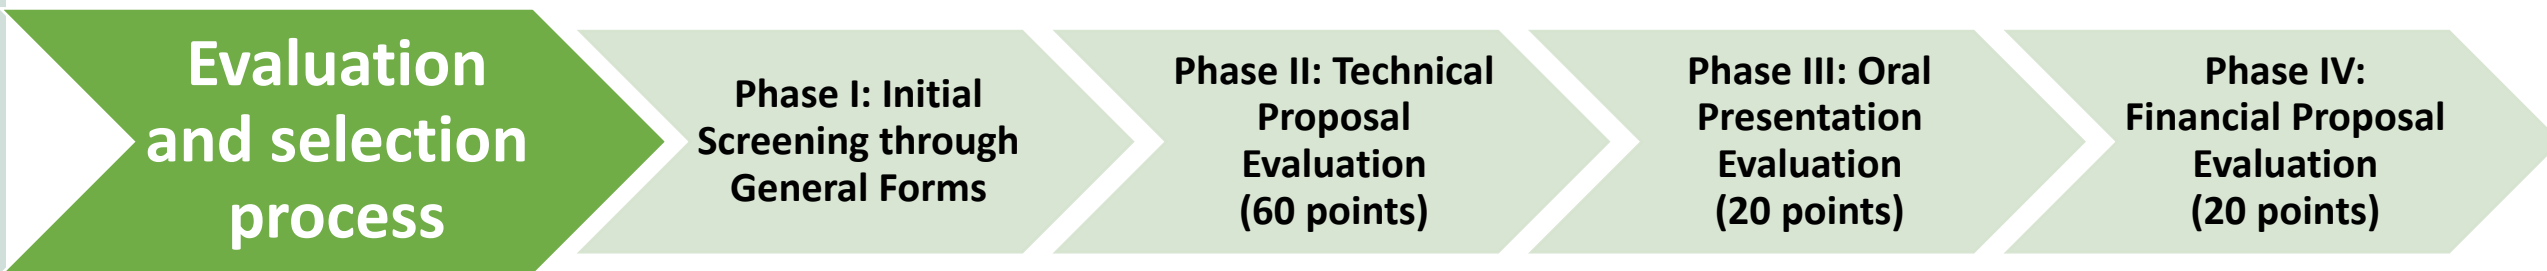 Evaluation
and selection
process
Phase I: Initial
Screening through
General Forms
Phase II: Technical
Proposal
Evaluation
(60 points)
Phase III: Oral
Presentation
Evaluation
(20 points)
Phase IV:
Financial Proposal
Evaluation
(20 points)